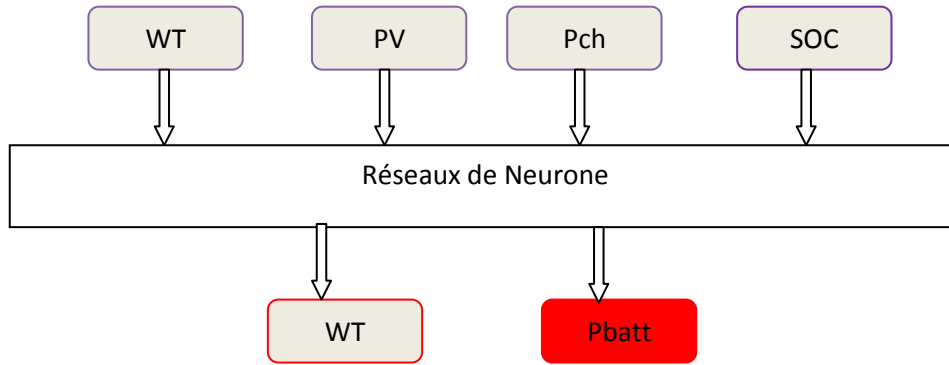 WT
PV
Pch
SOC
Réseaux de Neurone
WT
Pbatt